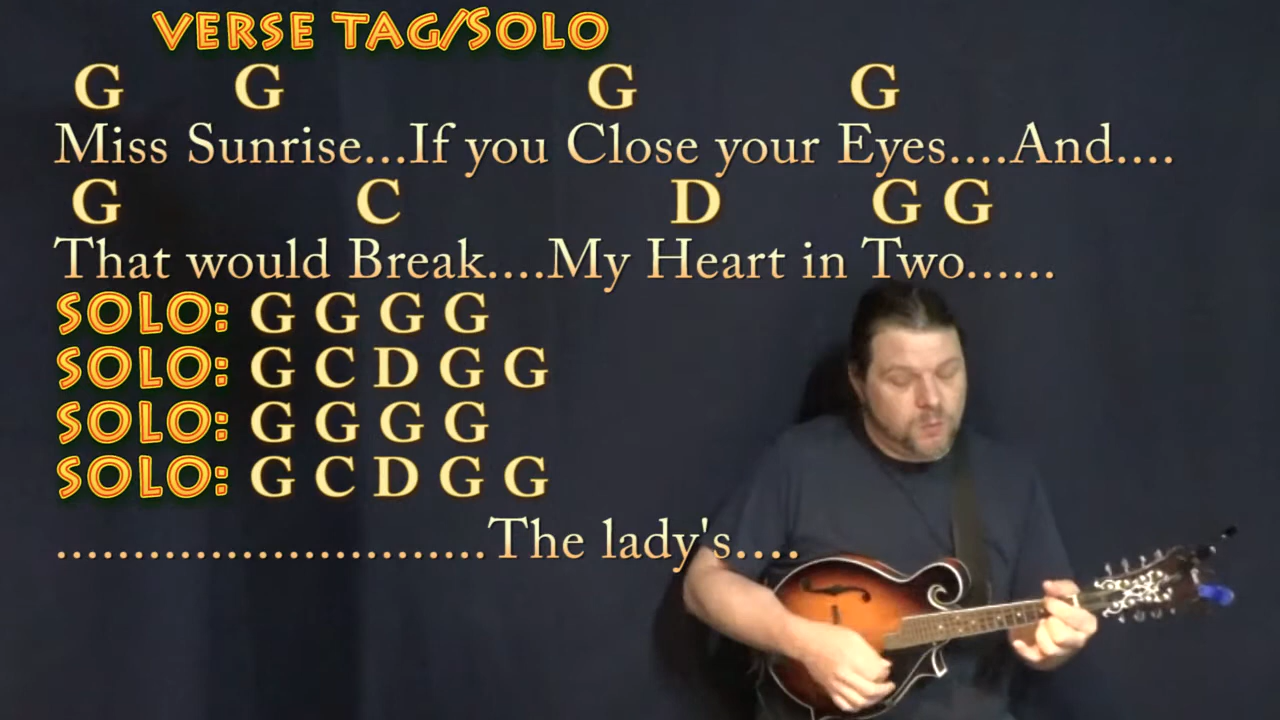 VERSE TAG/SOLO
G G G G
Miss Sunrise...If you Close your Eyes....And....
G C D G G
That would Break....My Heart in Two......
SOLO: G G G G
SOLO: G C D G G
SOLO: G G G G
SOLO: G C D G G
............................The lady's....